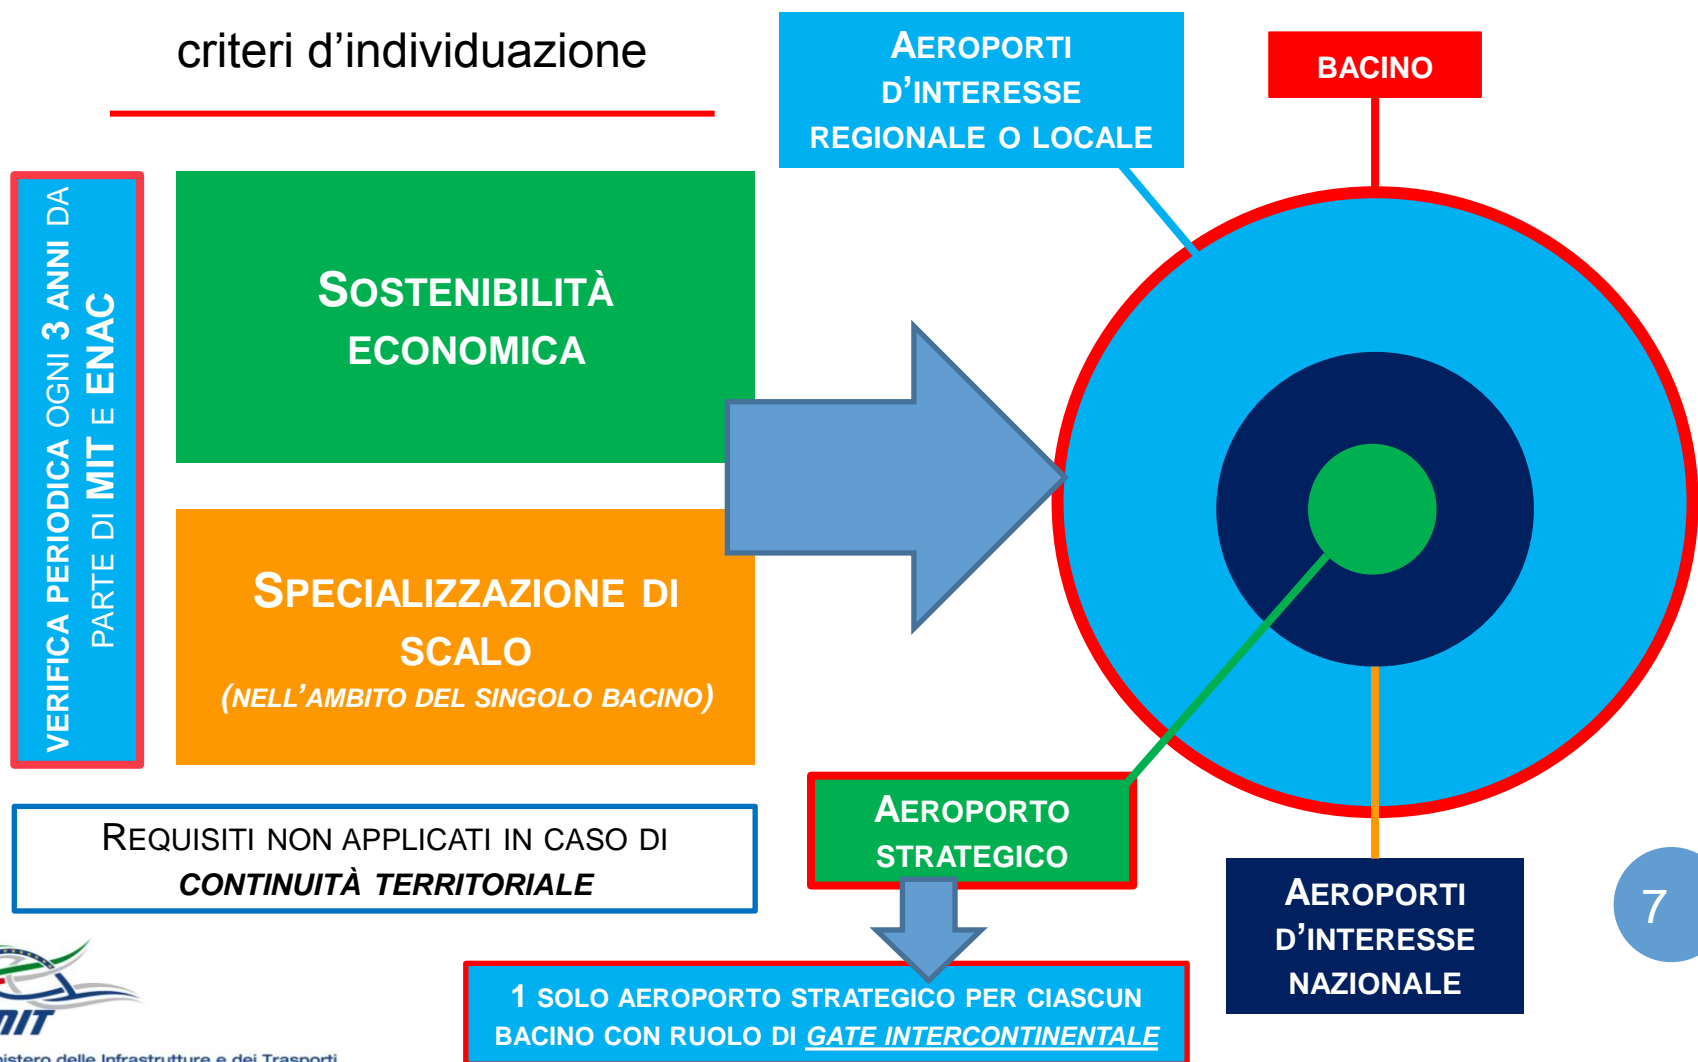 criteri d'individuazione
AEROPORTI
D'INTERESSE
REGIONALE O LOCALE
BACINO
VERIFICA PERIODICA OGNI 3 ANNI DA
PARTE DI MIT E ENAC
SOSTENIBILITÀ
ECONOMICA
SPECIALIZZAZIONE DI
SCALO
(NELL'AMBITO DEL SINGOLO BACINO)
REQUISITI NON APPLICATI IN CASO DI
CONTINUITÀ TERRITORIALE
AEROPORTO
STRATEGICO
AEROPORTI
D'INTERESSE
NAZIONALE
7
1 SOLO AEROPORTO STRATEGICO PER CIASCUN
BACINO CON RUOLO DI GATE INTERCONTINENTALE
delle Infrastrutture e dei Trasporti